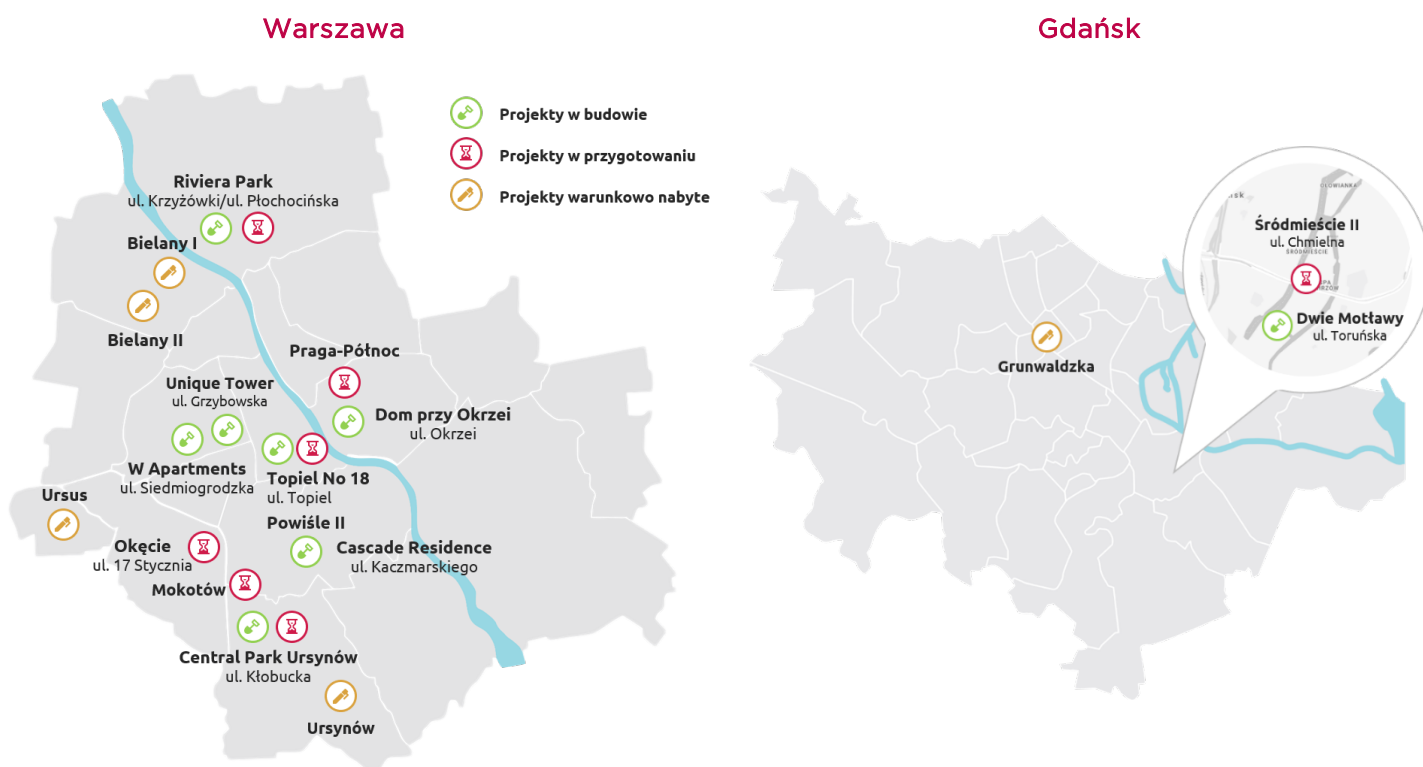 Warszawa
Gdańsk
Projekty w budowie
Projekty w przygotowaniu
Projekty warunkowo nabyte
Riviera Park
ul. Krzyżówki/ul. Płochocińska
Bielany I
Bielany II
Praga-Północ
Unique Tower
ul. Grzybowska
Dom przy Okrzei
ul. Okrzei
W Apartments
ul. Siedmiogrodzka
Topiel No 18
ul. Topiel
Ursus
Powiśle II
Okęcie
ul. 17 Stycznia
Cascade Residence
ul. Kaczmarskiego
Mokotów
Central Park Ursynów
ul. Kłobucka
Ursynów
Grunwaldzka
Śródmieście II
ul. Chmielna
ŚRÓDMIEŚCIE
Dwie Motławy
ul. Toruńska